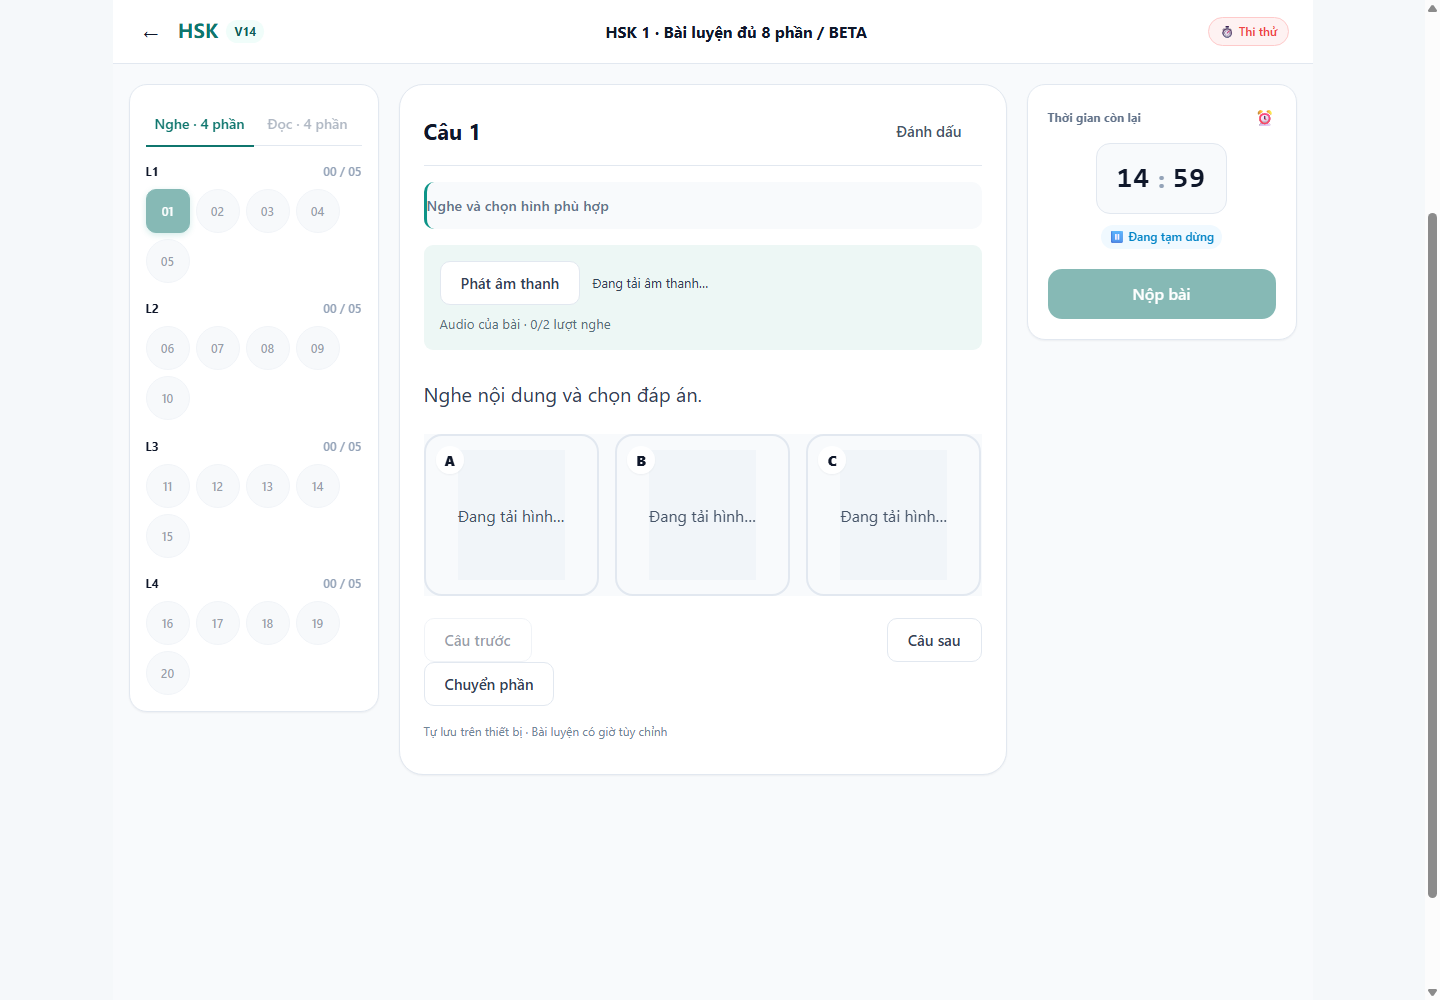 ← HSK V14
HSK 1 · Bài luyện đủ 8 phần / BETA
Thi thử
Nghe · 4 phần Đọc · 4 phần
L1 00 / 05
01 02 03 04
05
L2 00 / 05
06 07 08 09
10
L3 00 / 05
11 12 13 14
15
L4 00 / 05
16 17 18 19
20
Câu 1 Đánh dấu
Nghe và chọn hình phù hợp
Phát âm thanh Đang tải âm thanh...
Audio của bài · 0/2 lượt nghe
Nghe nội dung và chọn đáp án.
A B C
Đang tải hình... Đang tải hình... Đang tải hình...
Câu trước Câu sau
Chuyển phần
Tự lưu trên thiết bị · Bài luyện có giờ tùy chỉnh
Thời gian còn lại
14 : 59
Đang tạm dừng
Nộp bài